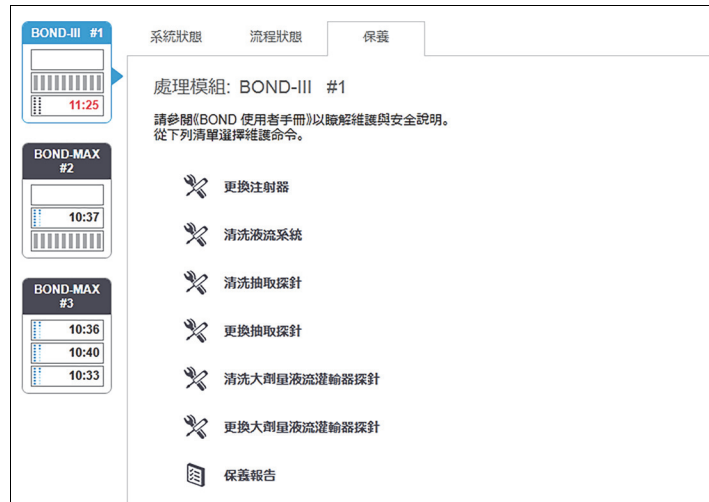 BOND-III #1
11:25
BOND-MAX
#2
10:37
BOND-MAX
#3
10:36
10:40
10:33
系統狀態 流程狀態 保養
處理模組: BOND-III #1
請參閱《BOND 使用者手冊》以瞭解維護與安全說明。
從下列清單選擇維護命令。
更換注射器
清洗液流系統
清洗抽取探針
更換抽取探針
清洗大劑量液流灌輸器探針
更換大劑量液流灌輸器探針
保養報告